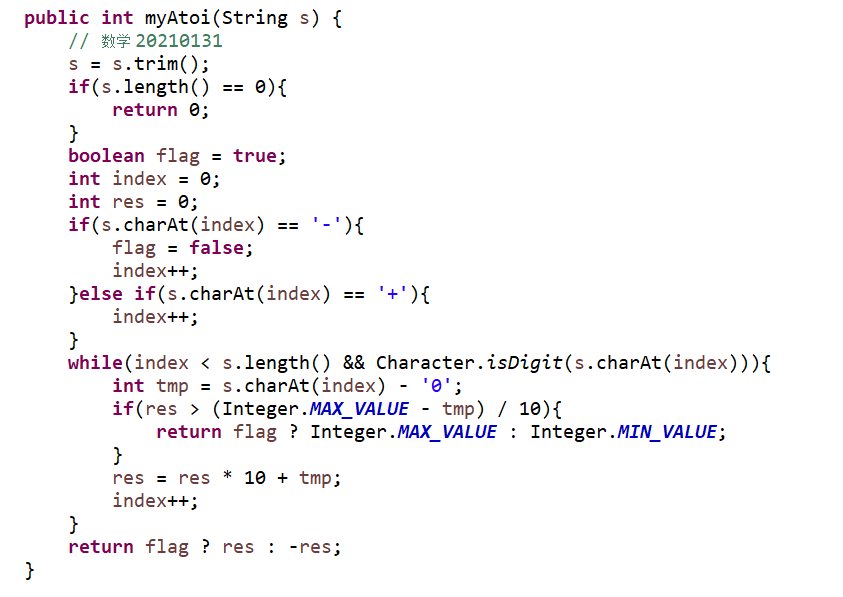 public int myAtoi(String s) {
    // 数学 20210131
    s = s.trim();
    if(s.length() == 0){
        return 0;
    }
    boolean flag = true;
    int index = 0;
    int res = 0;
    if(s.charAt(index) == '-'){
        flag = false;
        index++;
    }else if(s.charAt(index) == '+'){
        index++;
    }
    while(index < s.length() && Character.isDigit(s.charAt(index))){
        int tmp = s.charAt(index) - '0';
        if(res > (Integer.MAX_VALUE - tmp) / 10){
            return flag ? Integer.MAX_VALUE : Integer.MIN_VALUE;
        }
        res = res * 10 + tmp;
        index++;
    }
    return flag ? res : -res;
}